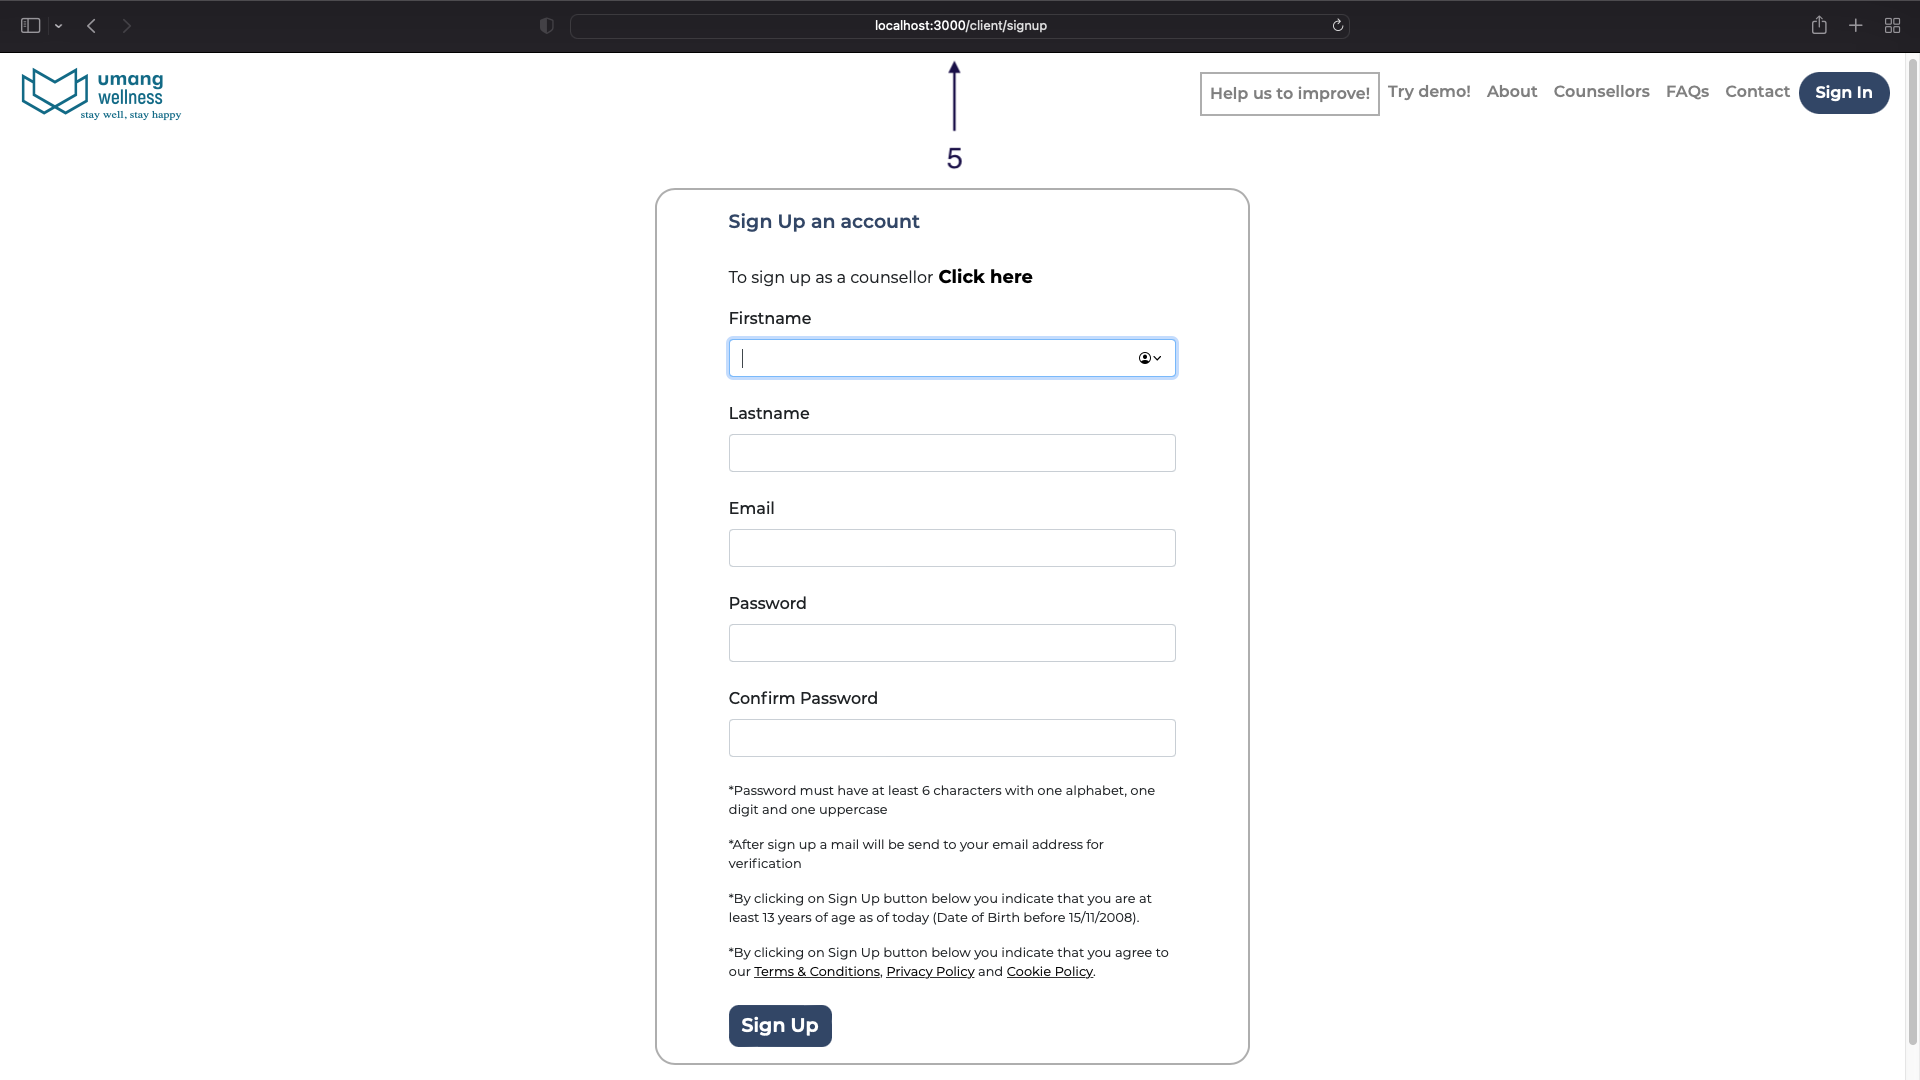 localhost:3000/client/signup
umang
wellness
stay well, stay happy
Help us to improve! Try demo! About Counsellors FAQs Contact Sign In
5
Sign Up an account
To sign up as a counsellor Click here
Firstname
Lastname
Email
Password
Confirm Password
*Password must have at least 6 characters with one alphabet, one
digit and one uppercase
*After sign up a mail will be send to your email address for
verification
*By clicking on Sign Up button below you indicate that you are at
least 13 years of age as of today (Date of Birth before 15/11/2008).
*By clicking on Sign Up button below you indicate that you agree to
our Terms & Conditions, Privacy Policy and Cookie Policy.
Sign Up